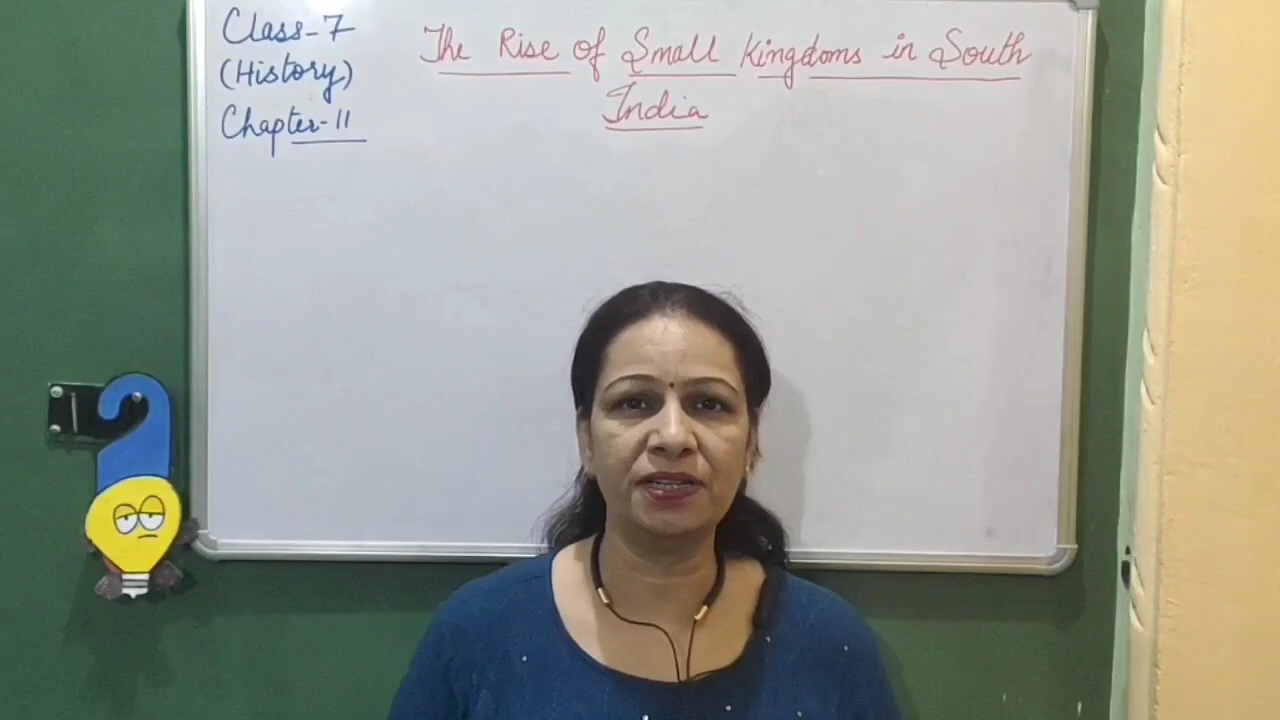 Class-7
(History)
Chapter-11
The Rise of Small Kingdoms in South
India